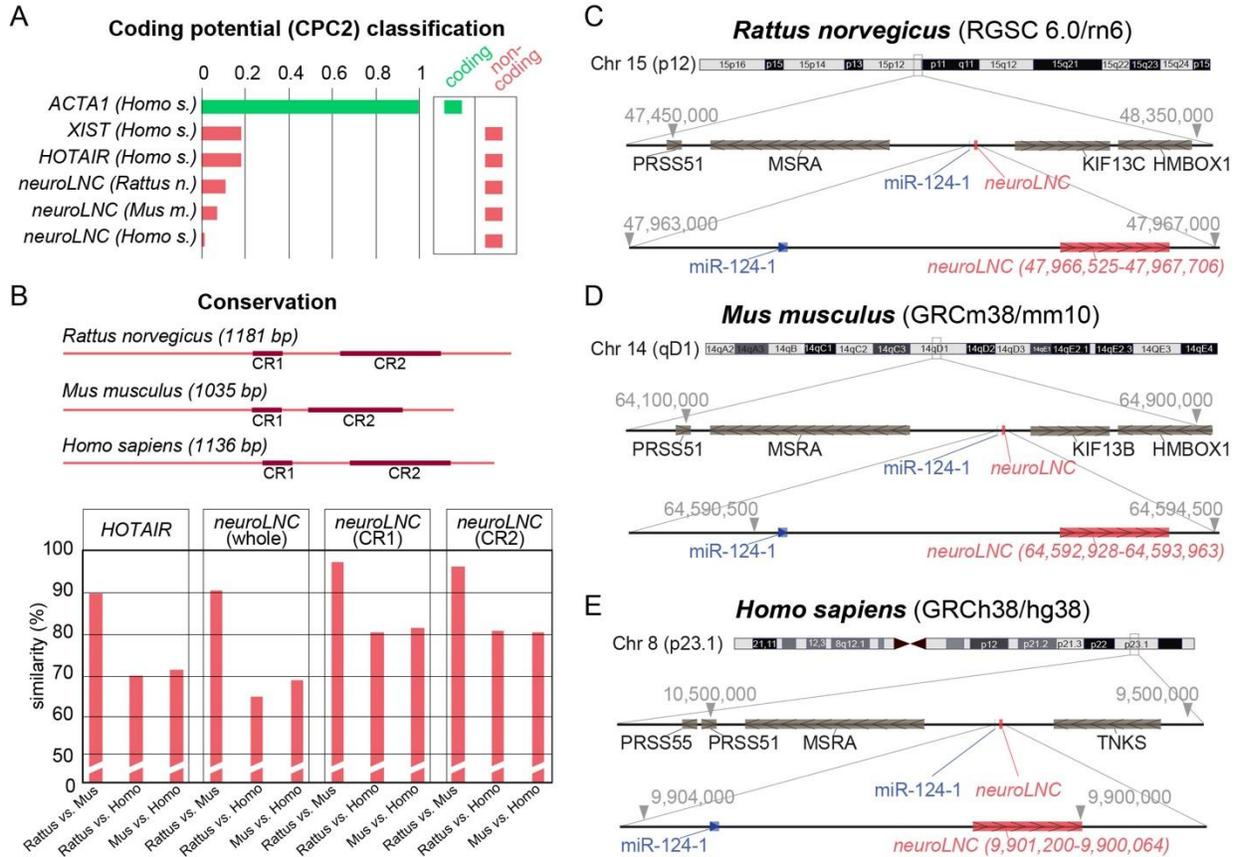 A
Coding potential (CPC2) classification
0 0.2 0.4 0.6 0.8 1
coding
non-
coding
ACTA1 (Homo s.)
XIST (Homo s.)
HOTAIR (Homo s.)
neuroLNC (Rattus n.)
neuroLNC (Mus m.)
neuroLNC (Homo s.)
B
Conservation
Rattus norvegicus (1181 bp)
CR1 CR2
Mus musculus (1035 bp)
CR1 CR2
Homo sapiens (1136 bp)
CR1 CR2
HOTAIR
neuroLNC
(whole)
neuroLNC
(CR1)
neuroLNC
(CR2)
similarity (%)
100
90
80
70
60
50
0
Rattus vs. Mus
Rattus vs. Homo
Mus vs. Homo
Rattus vs. Mus
Rattus vs. Homo
Mus vs. Homo
Rattus vs. Mus
Rattus vs. Homo
Mus vs. Homo
Rattus vs. Mus
Rattus vs. Homo
Mus vs. Homo
C
Rattus norvegicus (RGSC 6.0/rn6)
Chr 15 (p12) 15p16 p15 15p14 p13 15p12 p11 q11 15q12 15q21 15q22 15q23 15q24 p15
47,450,000 48,350,000
PRSS51 MSRA KIF13C HMBOX1
miR-124-1 neuroLNC
47,963,000 47,967,000
miR-124-1 neuroLNC (47,966,525-47,967,706)
D
Mus musculus (GRCm38/mm10)
Chr 14 (qD1) 14qA2 14qA3 14qB 14qC1 14qC2 14qC3 14qD1 14qD2 14qD3 14qE1 14qE2.1 14qE2.3 14QE3 14qE4
64,100,000 64,900,000
PRSS51 MSRA KIF13B HMBOX1
miR-124-1 neuroLNC
64,590,500 64,594,500
miR-124-1 neuroLNC (64,592,928-64,593,963)
E
Homo sapiens (GRCh38/hg38)
Chr 8 (p23.1) 21,11 12,3 8q12.1 p12 p21.2 p21.3 p22 p23.1
10,500,000 9,500,000
PRSS55 PRSS51 MSRA TNKS
miR-124-1 neuroLNC
9,904,000 9,900,000
miR-124-1 neuroLNC (9,901,200-9,900,064)